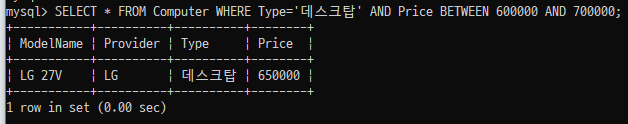 mysql> SELECT * FROM Computer WHERE Type='데스크탑' AND Price BETWEEN 600000 AND 700000;
+-----------+----------+----------+--------+
| ModelName | Provider | Type     | Price  |
+-----------+----------+----------+--------+
| LG 27V    | LG       | 데스크탑 | 650000 |
+-----------+----------+----------+--------+
1 row in set (0.00 sec)